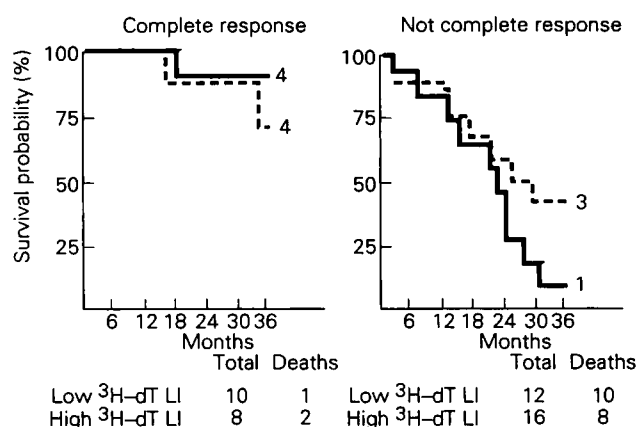 Complete response
Not complete response
Survival probability (%)
100
75
50
25
4
4
6 12 18 24 30 36
Months
100
75
50
25
3
1
6 12 18 24 30 36
Months
Total Deaths
Low ³H–dT LI 10 1
High ³H–dT LI 8 2
Total Deaths
Low ³H–dT LI 12 10
High ³H–dT LI 16 8